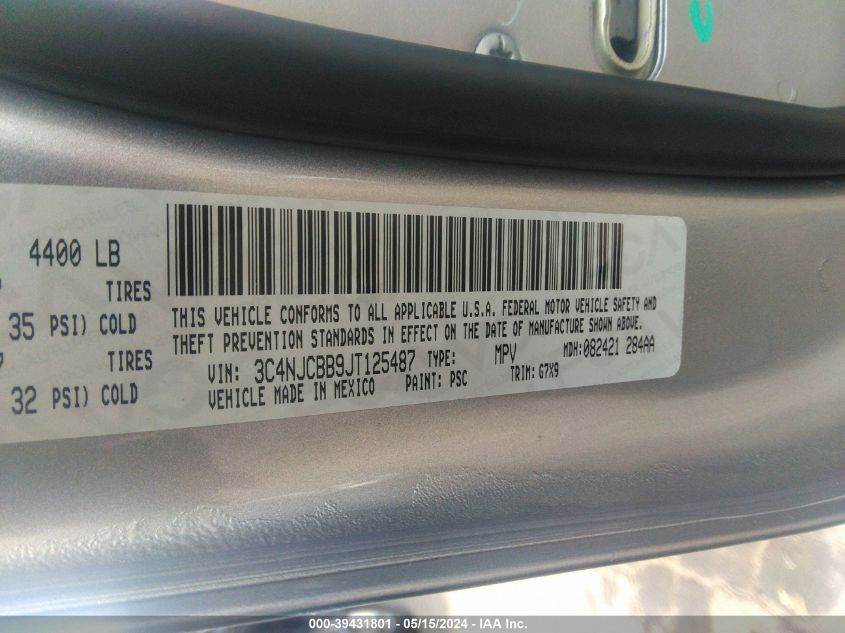 4400 LB
TIRES
35 PSI) COLD
TIRES
32 PSI) COLD
THIS VEHICLE CONFORMS TO ALL APPLICABLE U.S.A. FEDERAL MOTOR VEHICLE SAFETY AND
THEFT PREVENTION STANDARDS IN EFFECT ON THE DATE OF MANUFACTURE SHOWN ABOVE.
VIN: 3C4NJCBB9JT125487 TYPE: MPV MDH:082421 284AA
VEHICLE MADE IN MEXICO PAINT: PSC TRIM: G7X9
000-39431801 - 05/15/2024 - IAA Inc.